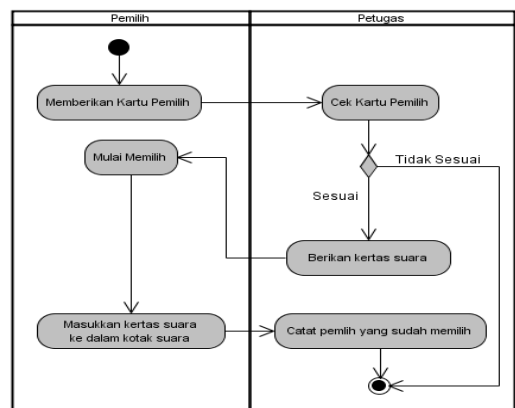 Pemilih
Petugas
Memberikan Kartu Pemilih
Cek Kartu Pemilih
Mulai Memilih
Tidak Sesuai
Sesuai
Berikan kertas suara
Masukkan kertas suara
ke dalam kotak suara
Catat pemlih yang sudah memilih